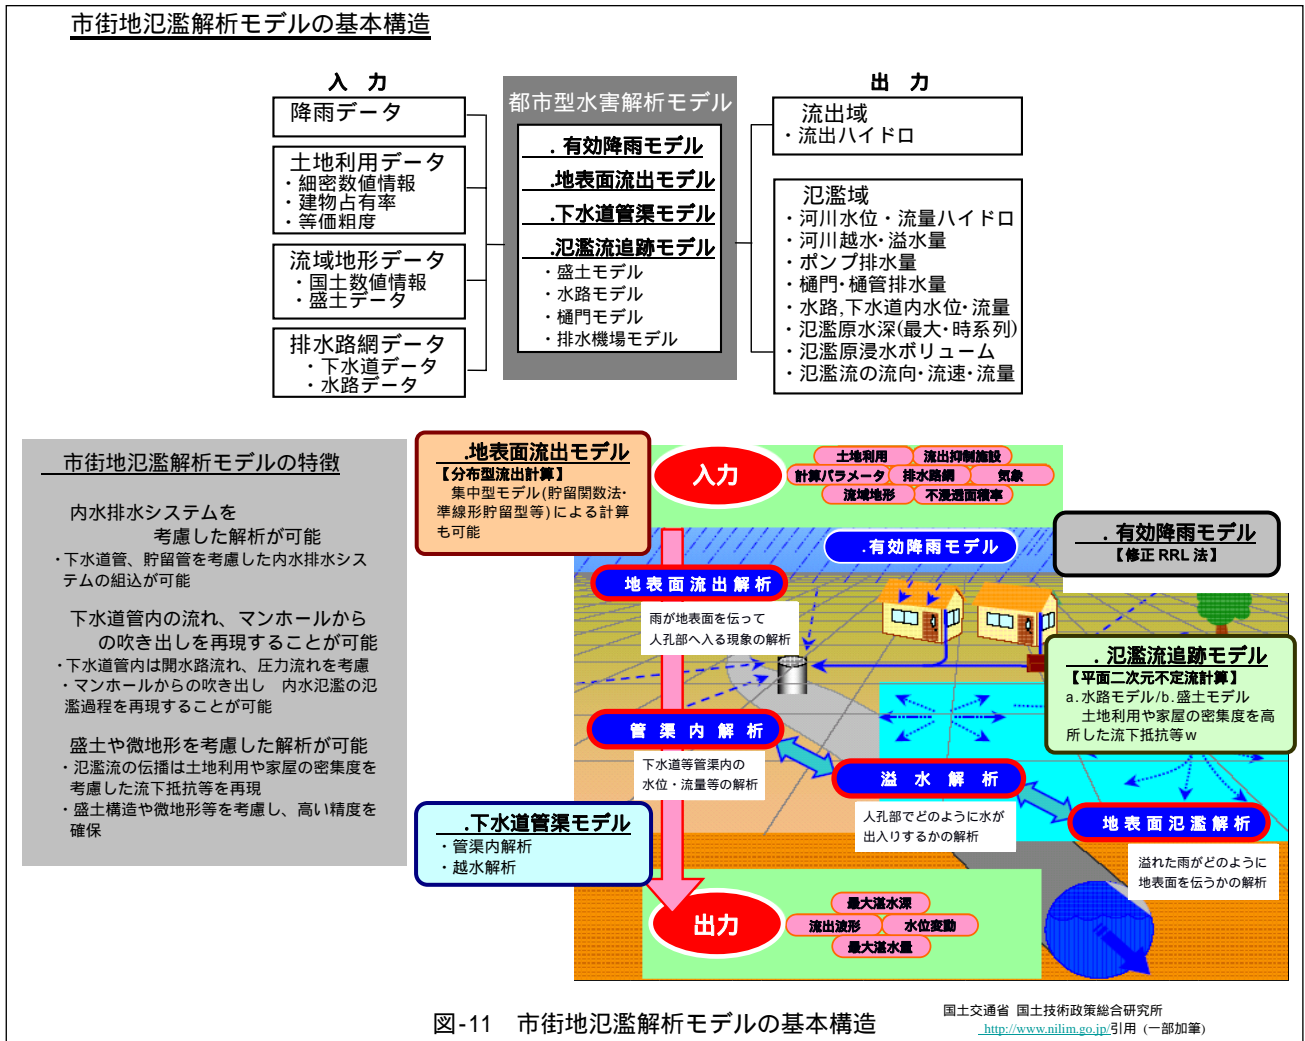 市街地氾濫解析モデルの基本構造
入　力
降雨データ
土地利用データ
・細密数値情報
・建物占有率
・等価粗度
流域地形データ
・国土数値情報
・盛土データ
排水路網データ
・下水道データ
・水路データ
都市型水害解析モデル
．有効降雨モデル
.地表面流出モデル
.下水道管渠モデル
.氾濫流追跡モデル
・盛土モデル
・水路モデル
・樋門モデル
・排水機場モデル
出　力
流出域
・流出ハイドロ
氾濫域
・河川水位・流量ハイドロ
・河川越水・溢水量
・ポンプ排水量
・樋門・樋管排水量
・水路,下水道内水位・流量
・氾濫原水深(最大・時系列)
・氾濫原浸水ボリューム
・氾濫流の流向・流速・流量
市街地氾濫解析モデルの特徴
内水排水システムを
考慮した解析が可能
・下水道管、貯留管を考慮した内水排水シス
テムの組込が可能
下水道管内の流れ、マンホールから
の吹き出しを再現することが可能
・下水道管内は開水路流れ、圧力流れを考慮
・マンホールからの吹き出し　内水氾濫の氾
濫過程を再現することが可能
盛土や微地形を考慮した解析が可能
・氾濫流の伝播は土地利用や家屋の密集度を
考慮した流下抵抗等を再現
・盛土構造や微地形等を考慮し、高い精度を
確保
.地表面流出モデル
【分布型流出計算】
集中型モデル(貯留関数法・
準線形貯留型等)による計算
も可能
入力
土地利用
流出抑制施設
計算パラメータ
排水路網
気象
流域地形
不浸透面積率
.有効降雨モデル
．有効降雨モデル
【修正 RRL 法】
地表面流出解析
雨が地表面を伝って
人孔部へ入る現象の解析
．氾濫流追跡モデル
【平面二次元不定流計算】
a.水路モデル/b.盛土モデル
土地利用や家屋の密集度を高
所した流下抵抗等w
管渠内解析
下水道等管渠内の
水位・流量等の解析
溢水解析
人孔部でどのように水が
出入りするかの解析
地表面氾濫解析
溢れた雨がどのように
地表面を伝うかの解析
.下水道管渠モデル
・管渠内解析
・越水解析
出力
最大湛水深
流出波形
水位変動
最大湛水量
図-11　市街地氾濫解析モデルの基本構造
国土交通省 国土技術政策総合研究所
http://www.nilim.go.jp/引用 (一部加筆)